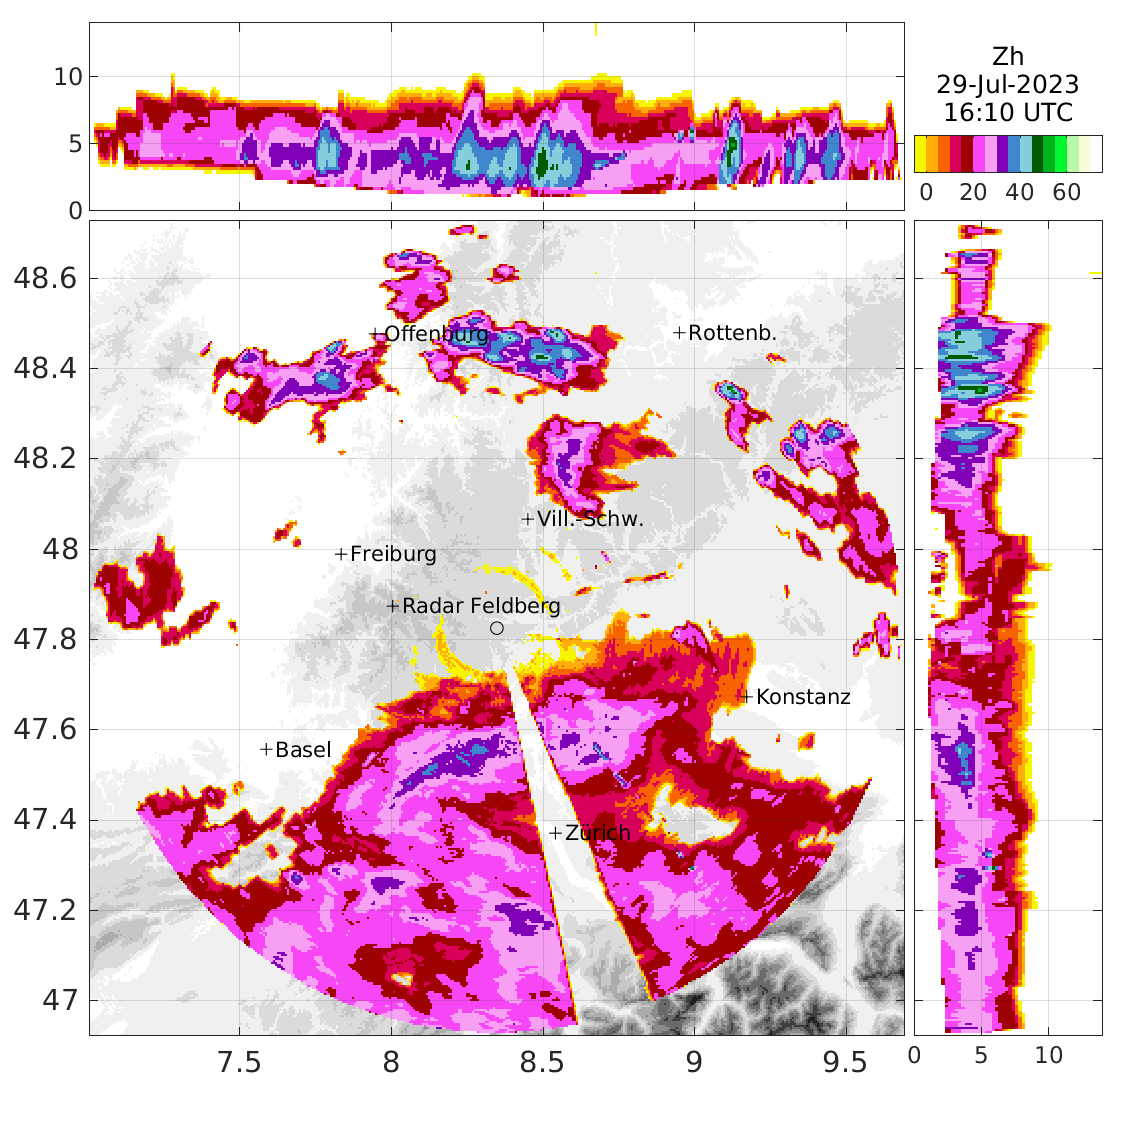 Zh
29-Jul-2023
16:10 UTC
10
5
0
0 20 40 60
48.6
+Offenburg
+Rottenb.
48.4
48.2
+Vill.-Schw.
48
+Freiburg
+Radar Feldberg
47.8
+Konstanz
47.6
+Basel
47.4
+Zürich
47.2
47
7.5 8 8.5 9 9.5
0 5 10